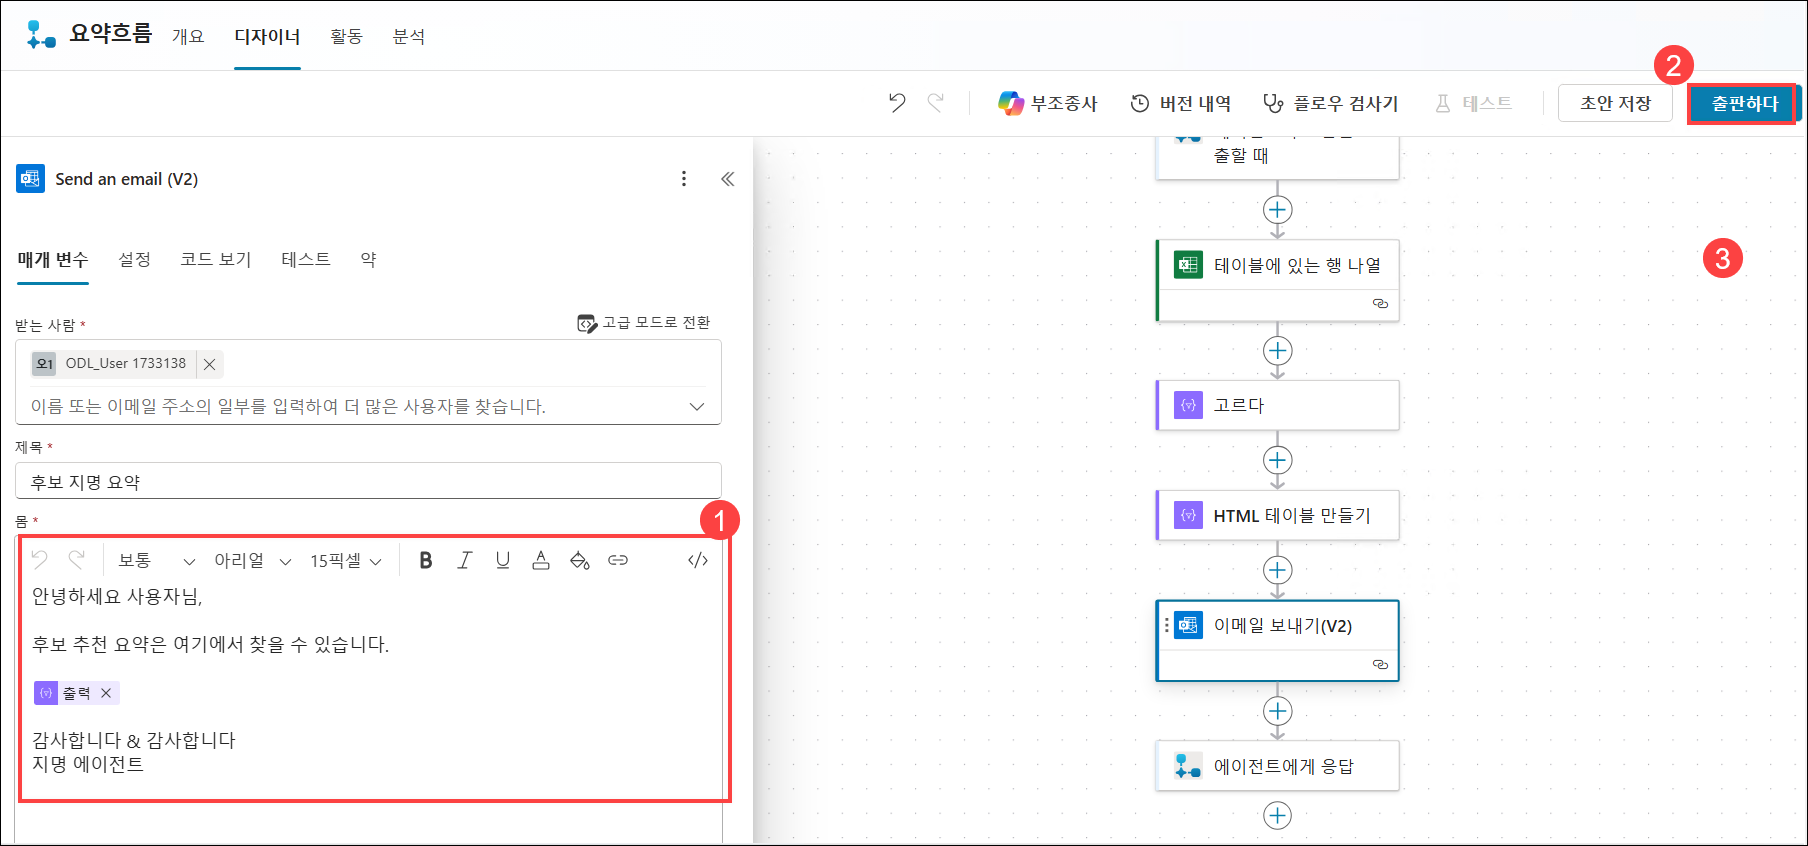 요약흐름
개요
디자이너
활동
분석
2
부조종사
버전 내역
플로우 검사기
테스트
초안 저장
출판하다
Send an email (V2)
매개 변수
설정
코드 보기
테스트
약
받는 사람 *
고급 모드로 전환
오1
ODL_User 1733138
이름 또는 이메일 주소의 일부를 입력하여 더 많은 사용자를 찾습니다.
제목 *
후보 지명 요약
몸 *
1
보통
아리얼
15픽셀
B
I
U
A
</>
안녕하세요 사용자님,
후보 추천 요약은 여기에서 찾을 수 있습니다.
출력
감사합니다 & 감사합니다
지명 에이전트
출할 때
테이블에 있는 행 나열
3
고르다
HTML 테이블 만들기
이메일 보내기(V2)
에이전트에게 응답